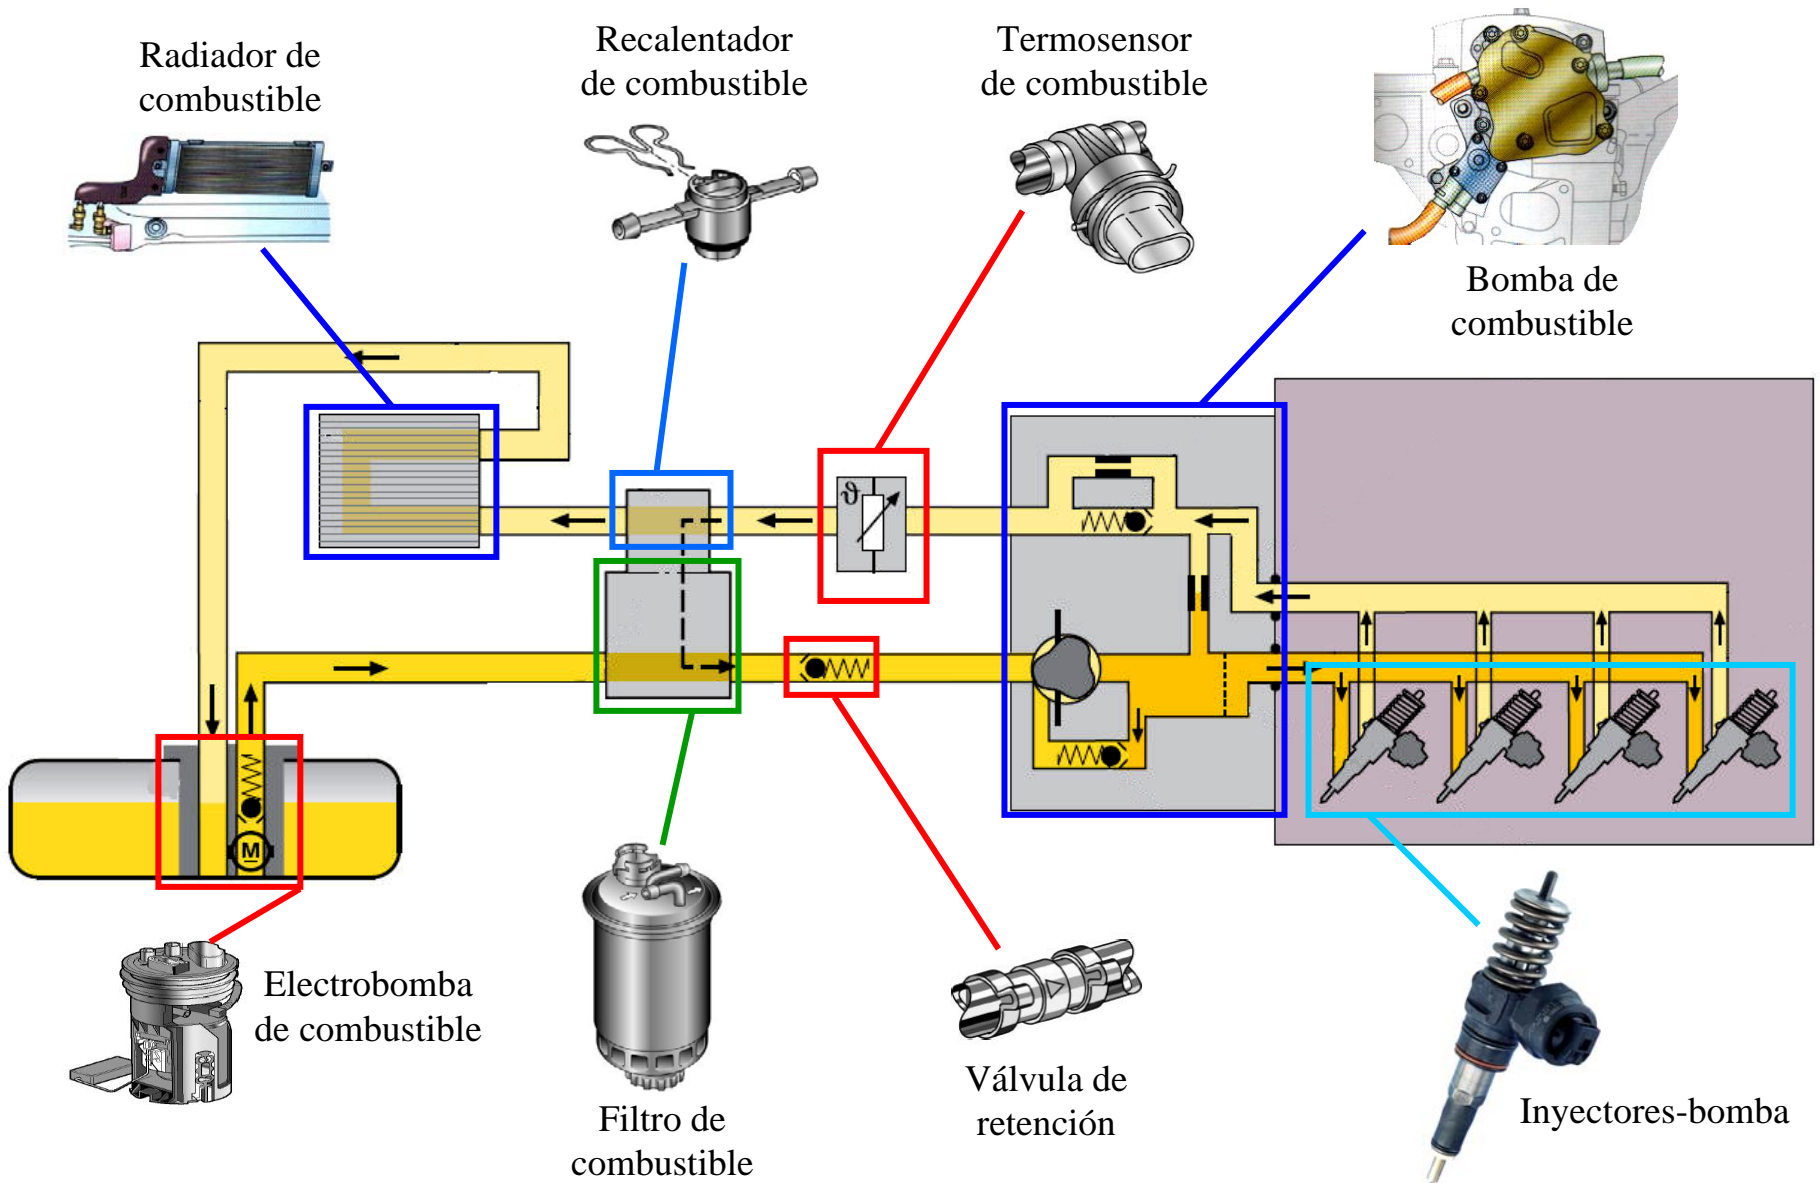 Radiador de
combustible
Recalentador
de combustible
Termosensor
de combustible
Bomba de
combustible
ϑ
M
Electrobomba
de combustible
Filtro de
combustible
Válvula de
retención
Inyectores-bomba